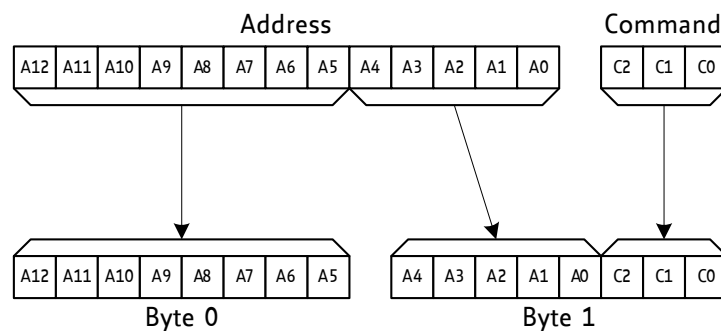 Address Command
A12 A11 A10 A9 A8 A7 A6 A5 A4 A3 A2 A1 A0 C2 C1 C0
A12 A11 A10 A9 A8 A7 A6 A5 A4 A3 A2 A1 A0 C2 C1 C0
Byte 0 Byte 1